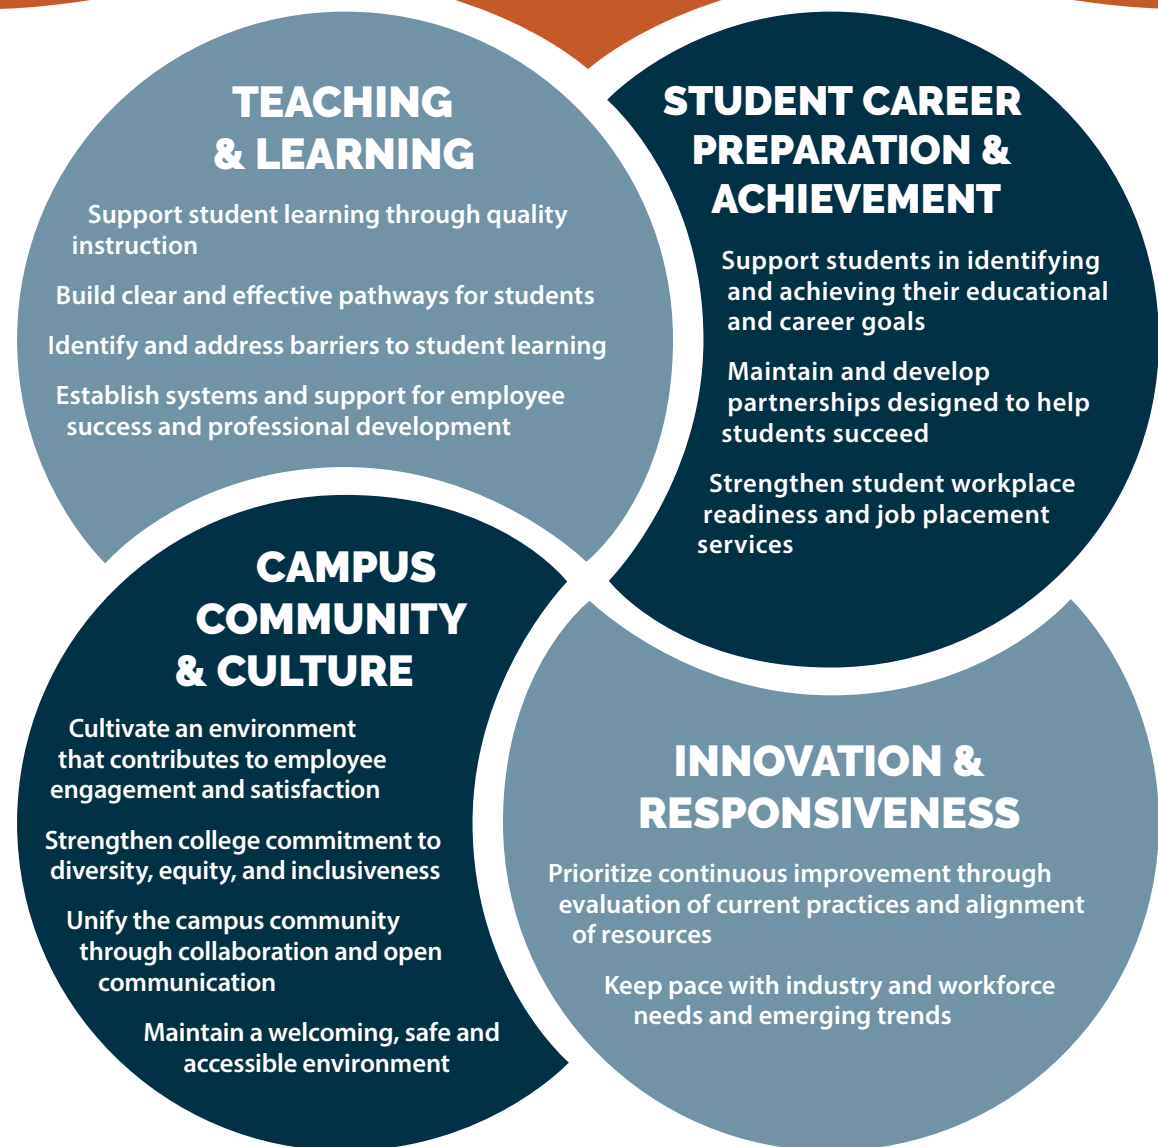 TEACHING
& LEARNING
Support student learning through quality
instruction
Build clear and effective pathways for students
Identify and address barriers to student learning
Establish systems and support for employee
success and professional development
STUDENT CAREER
PREPARATION &
ACHIEVEMENT
Support students in identifying
and achieving their educational
and career goals
Maintain and develop
partnerships designed to help
students succeed
Strengthen student workplace
readiness and job placement
services
CAMPUS
COMMUNITY
& CULTURE
Cultivate an environment
that contributes to employee
engagement and satisfaction
Strengthen college commitment to
diversity, equity, and inclusiveness
Unify the campus community
through collaboration and open
communication
Maintain a welcoming, safe and
accessible environment
INNOVATION &
RESPONSIVENESS
Prioritize continuous improvement through
evaluation of current practices and alignment
of resources
Keep pace with industry and workforce
needs and emerging trends